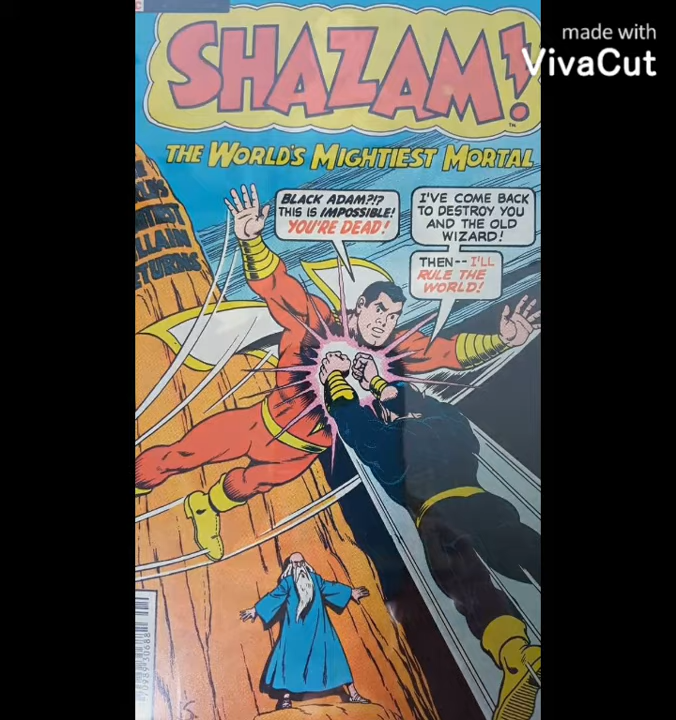 made with
VivaCut
SHAZAM!
TM
THE WORLD'S MIGHTIEST MORTAL
BLACK ADAM?!?
THIS IS IMPOSSIBLE!
YOU'RE DEAD!
I'VE COME BACK
TO DESTROY YOU
AND THE OLD
WIZARD!
THEN--I'LL
RULE THE
WORLD!